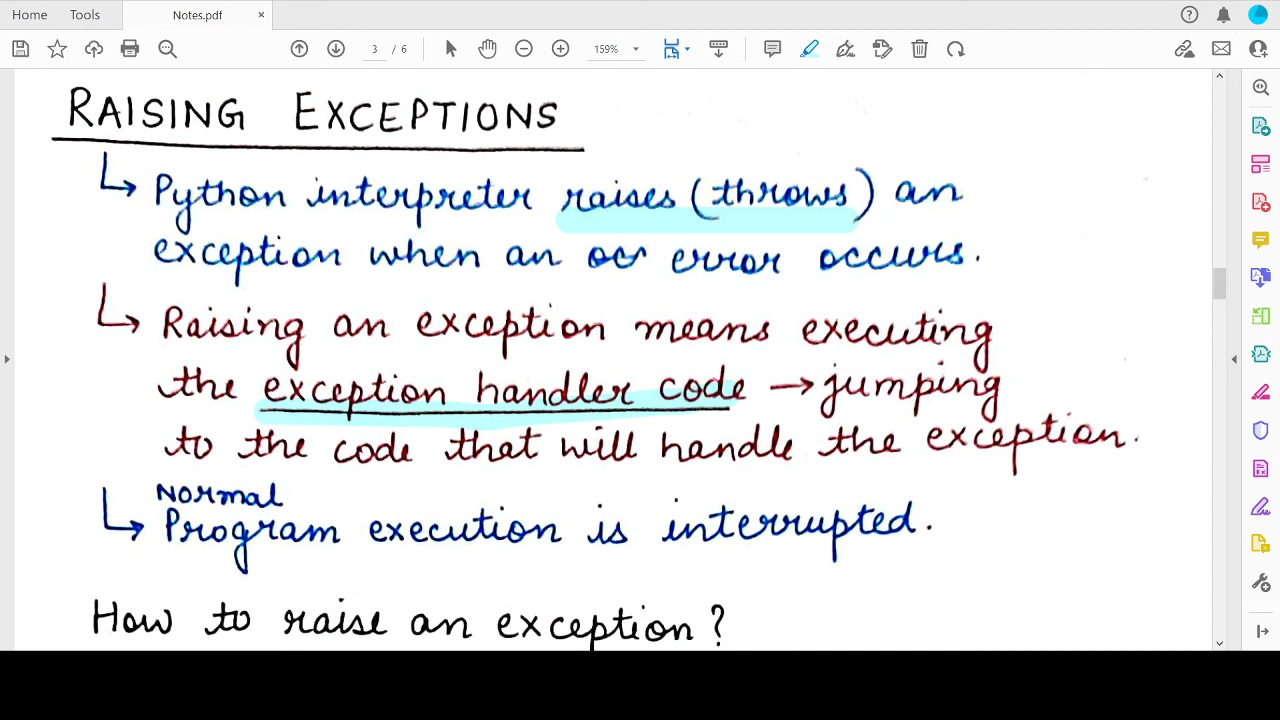 Home Tools Notes.pdf ×
3 / 6 159%
RAISING EXCEPTIONS
↳ Python interpreter raises (throws) an
exception when an error occurs.
↳ Raising an exception means executing
the exception handler code → jumping
to the code that will handle the exception.
Normal
↳ Program execution is interrupted.
How to raise an exception?